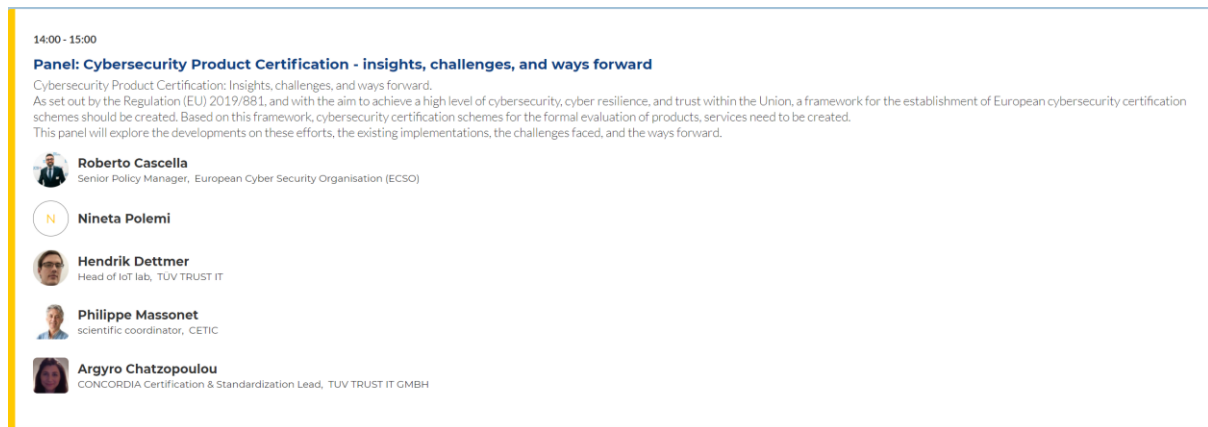 14:00 - 15:00
Panel: Cybersecurity Product Certification - insights, challenges, and ways forward
Cybersecurity Product Certification: Insights, challenges, and ways forward.
As set out by the Regulation (EU) 2019/881, and with the aim to achieve a high level of cybersecurity, cyber resilience, and trust within the Union, a framework for the establishment of European cybersecurity certification
schemes should be created. Based on this framework, cybersecurity certification schemes for the formal evaluation of products, services need to be created.
This panel will explore the developments on these efforts, the existing implementations, the challenges faced, and the ways forward.
Roberto Cascella
Senior Policy Manager, European Cyber Security Organisation (ECSO)
N
Nineta Polemi
Hendrik Dettmer
Head of IoT lab, TÜV TRUST IT
Philippe Massonet
scientific coordinator, CETIC
Argyro Chatzopoulou
CONCORDIA Certification & Standardization Lead, TUV TRUST IT GMBH